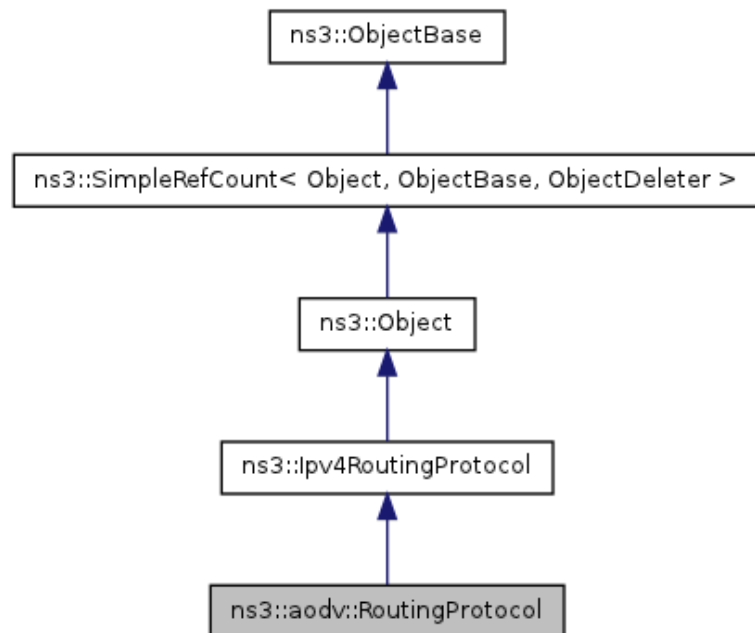 ns3::ObjectBase
ns3::SimpleRefCount< Object, ObjectBase, ObjectDeleter >
ns3::Object
ns3::Ipv4RoutingProtocol
ns3::aodv::RoutingProtocol